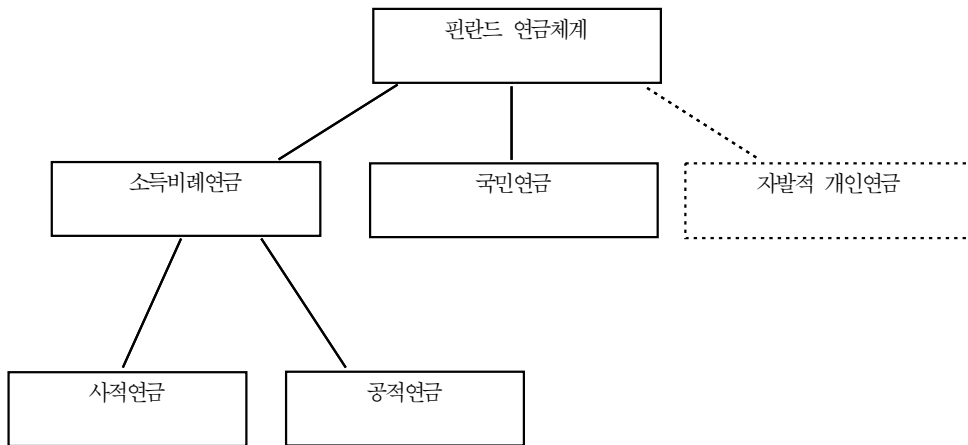 핀란드 연금체계
소득비례연금
국민연금
자발적 개인연금
사적연금
공적연금